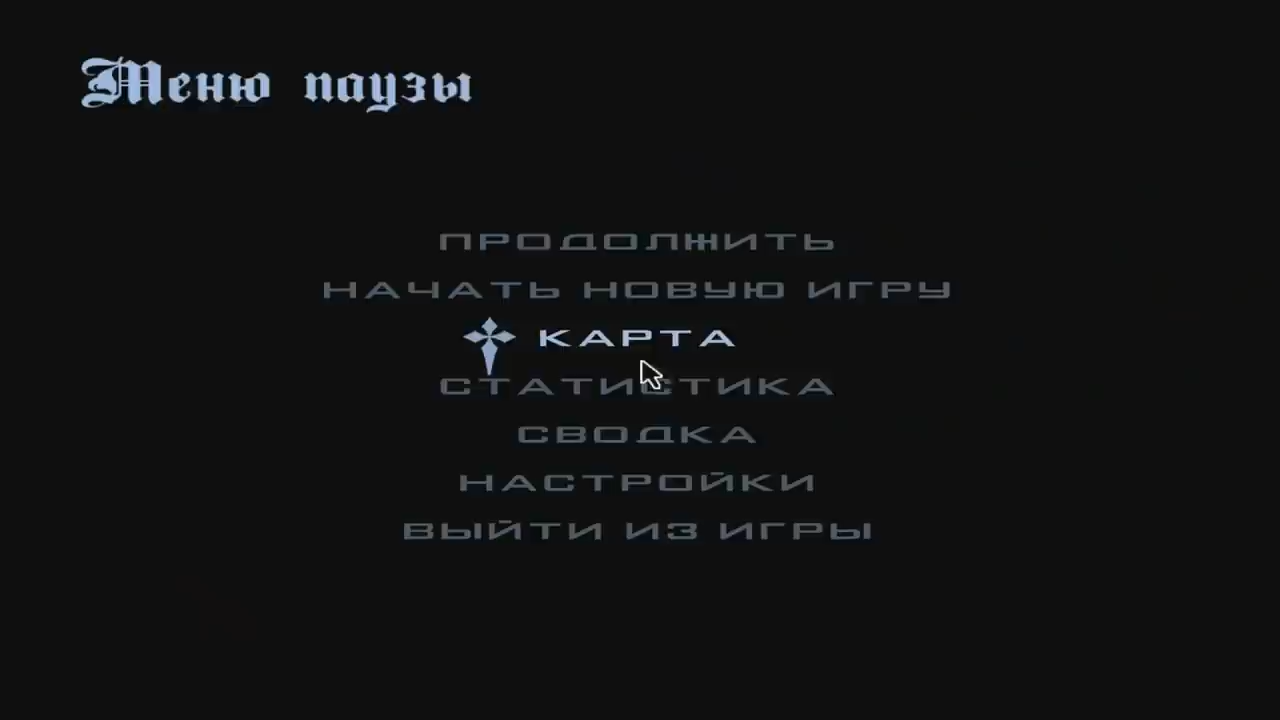 Меню паузы
ПРОДОЛЖИТЬ
НАЧАТЬ НОВУЮ ИГРУ
КАРТА
СТАТИСТИКА
СВОДКА
НАСТРОЙКИ
ВЫЙТИ ИЗ ИГРЫ